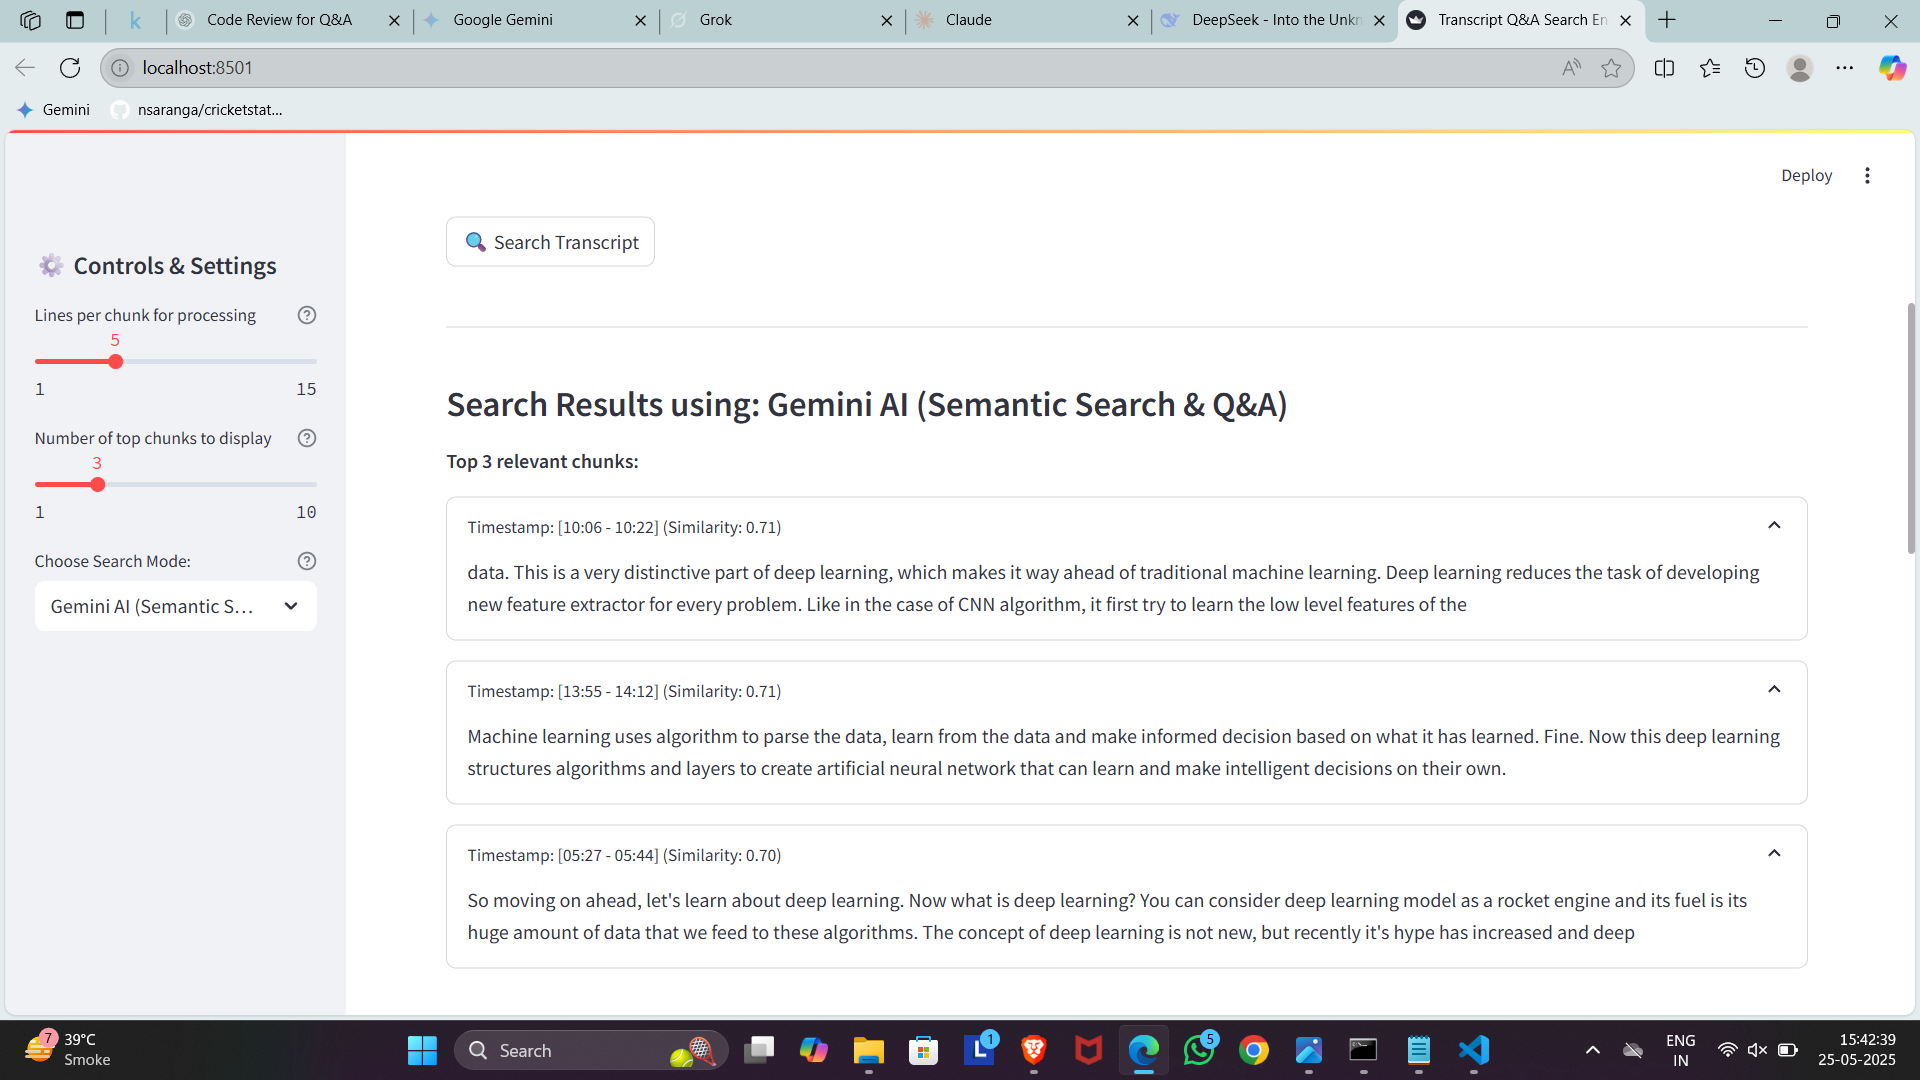 Code Review for Q&A
Google Gemini
Grok
Claude
DeepSeek - Into the Unkn
Transcript Q&A Search En
localhost:8501
Gemini
nsaranga/cricketstat...
Deploy
Controls & Settings
Lines per chunk for processing
5
1 15
Number of top chunks to display
3
1 10
Choose Search Mode:
Gemini AI (Semantic S...
Search Transcript
Search Results using: Gemini AI (Semantic Search & Q&A)
Top 3 relevant chunks:
Timestamp: [10:06 - 10:22] (Similarity: 0.71)
data. This is a very distinctive part of deep learning, which makes it way ahead of traditional machine learning. Deep learning reduces the task of developing
new feature extractor for every problem. Like in the case of CNN algorithm, it first try to learn the low level features of the
Timestamp: [13:55 - 14:12] (Similarity: 0.71)
Machine learning uses algorithm to parse the data, learn from the data and make informed decision based on what it has learned. Fine. Now this deep learning
structures algorithms and layers to create artificial neural network that can learn and make intelligent decisions on their own.
Timestamp: [05:27 - 05:44] (Similarity: 0.70)
So moving on ahead, let's learn about deep learning. Now what is deep learning? You can consider deep learning model as a rocket engine and its fuel is its
huge amount of data that we feed to these algorithms. The concept of deep learning is not new, but recently it's hype has increased and deep
7
39°C
Smoke
Search
1
5
ENG
IN
15:42:39
25-05-2025